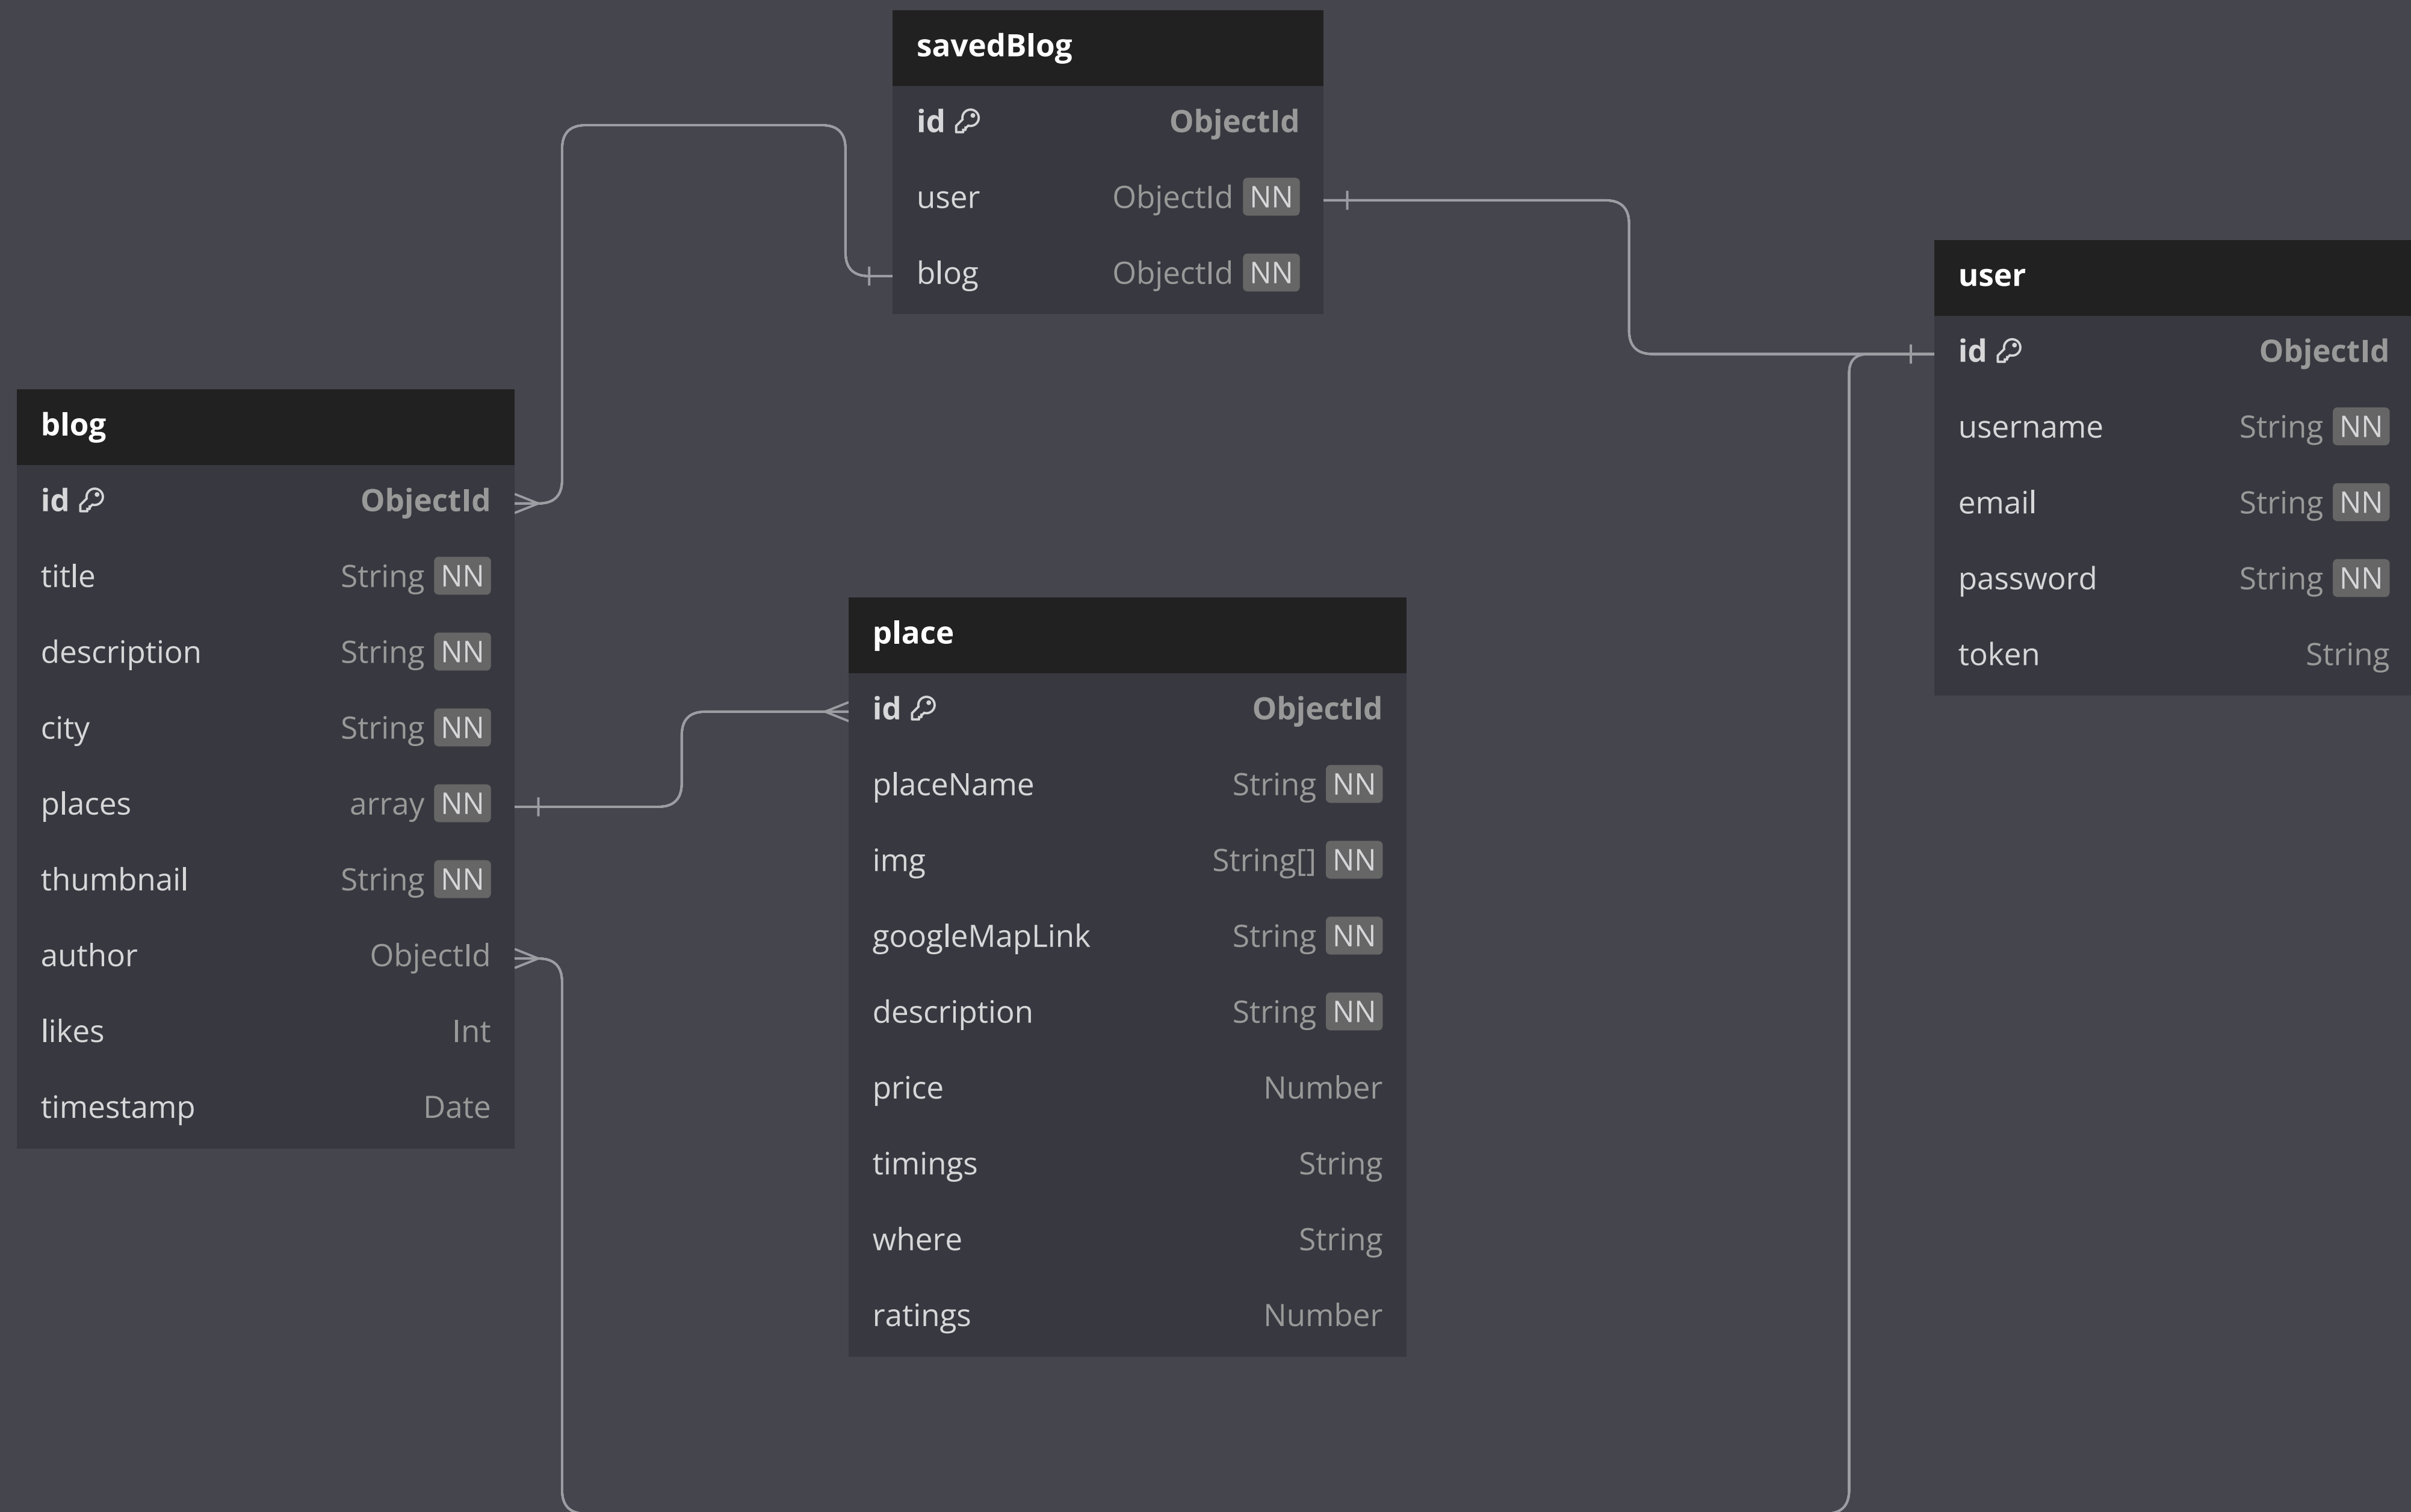 savedBlog
id ObjectId
user ObjectId NN
blog ObjectId NN
user
id ObjectId
username String NN
email String NN
password String NN
token String
blog
id ObjectId
title String NN
description String NN
city String NN
places array NN
thumbnail String NN
author ObjectId
likes Int
timestamp Date
place
id ObjectId
placeName String NN
img String[] NN
googleMapLink String NN
description String NN
price Number
timings String
where String
ratings Number